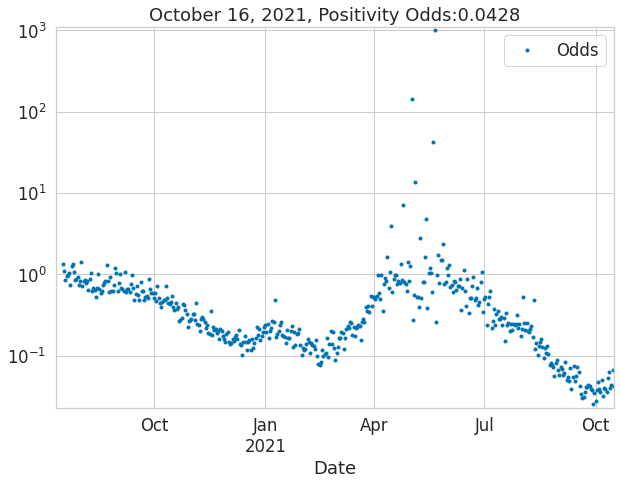 October 16, 2021, Positivity Odds:0.0428
Odds
10³
10²
10¹
10⁰
10⁻¹
Oct
Jan
2021
Apr
Jul
Oct
Date